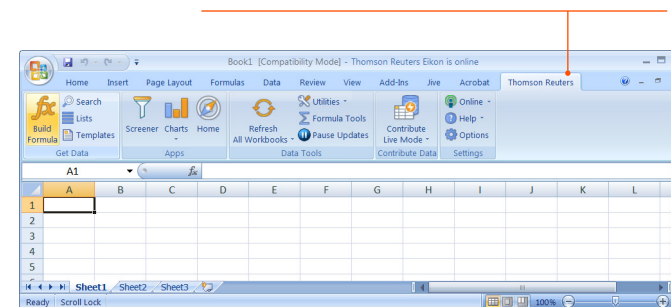 Book1 [Compatibility Mode] - Thomson Reuters Eikon is online
Home Insert Page Layout Formulas Data Review View Add-Ins Jive Acrobat Thomson Reuters
Build Formula
Search
Lists
Templates
Get Data
Screener Charts Home
Apps
Refresh All Workbooks
Utilities
Formula Tools
Pause Updates
Data Tools
Contribute Live Mode
Contribute Data
Online
Help
Options
Settings
A1 fx
A B C D E F G H I J K L
1
2
3
4
5
Sheet1 Sheet2 Sheet3
Ready Scroll Lock 100%